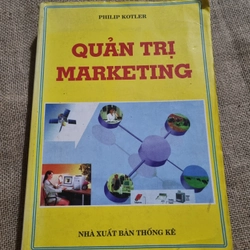 PHILIP KOTLER
QUẢN TRỊ
MARKETING
NHÀ XUẤT BẢN THỐNG KÊ